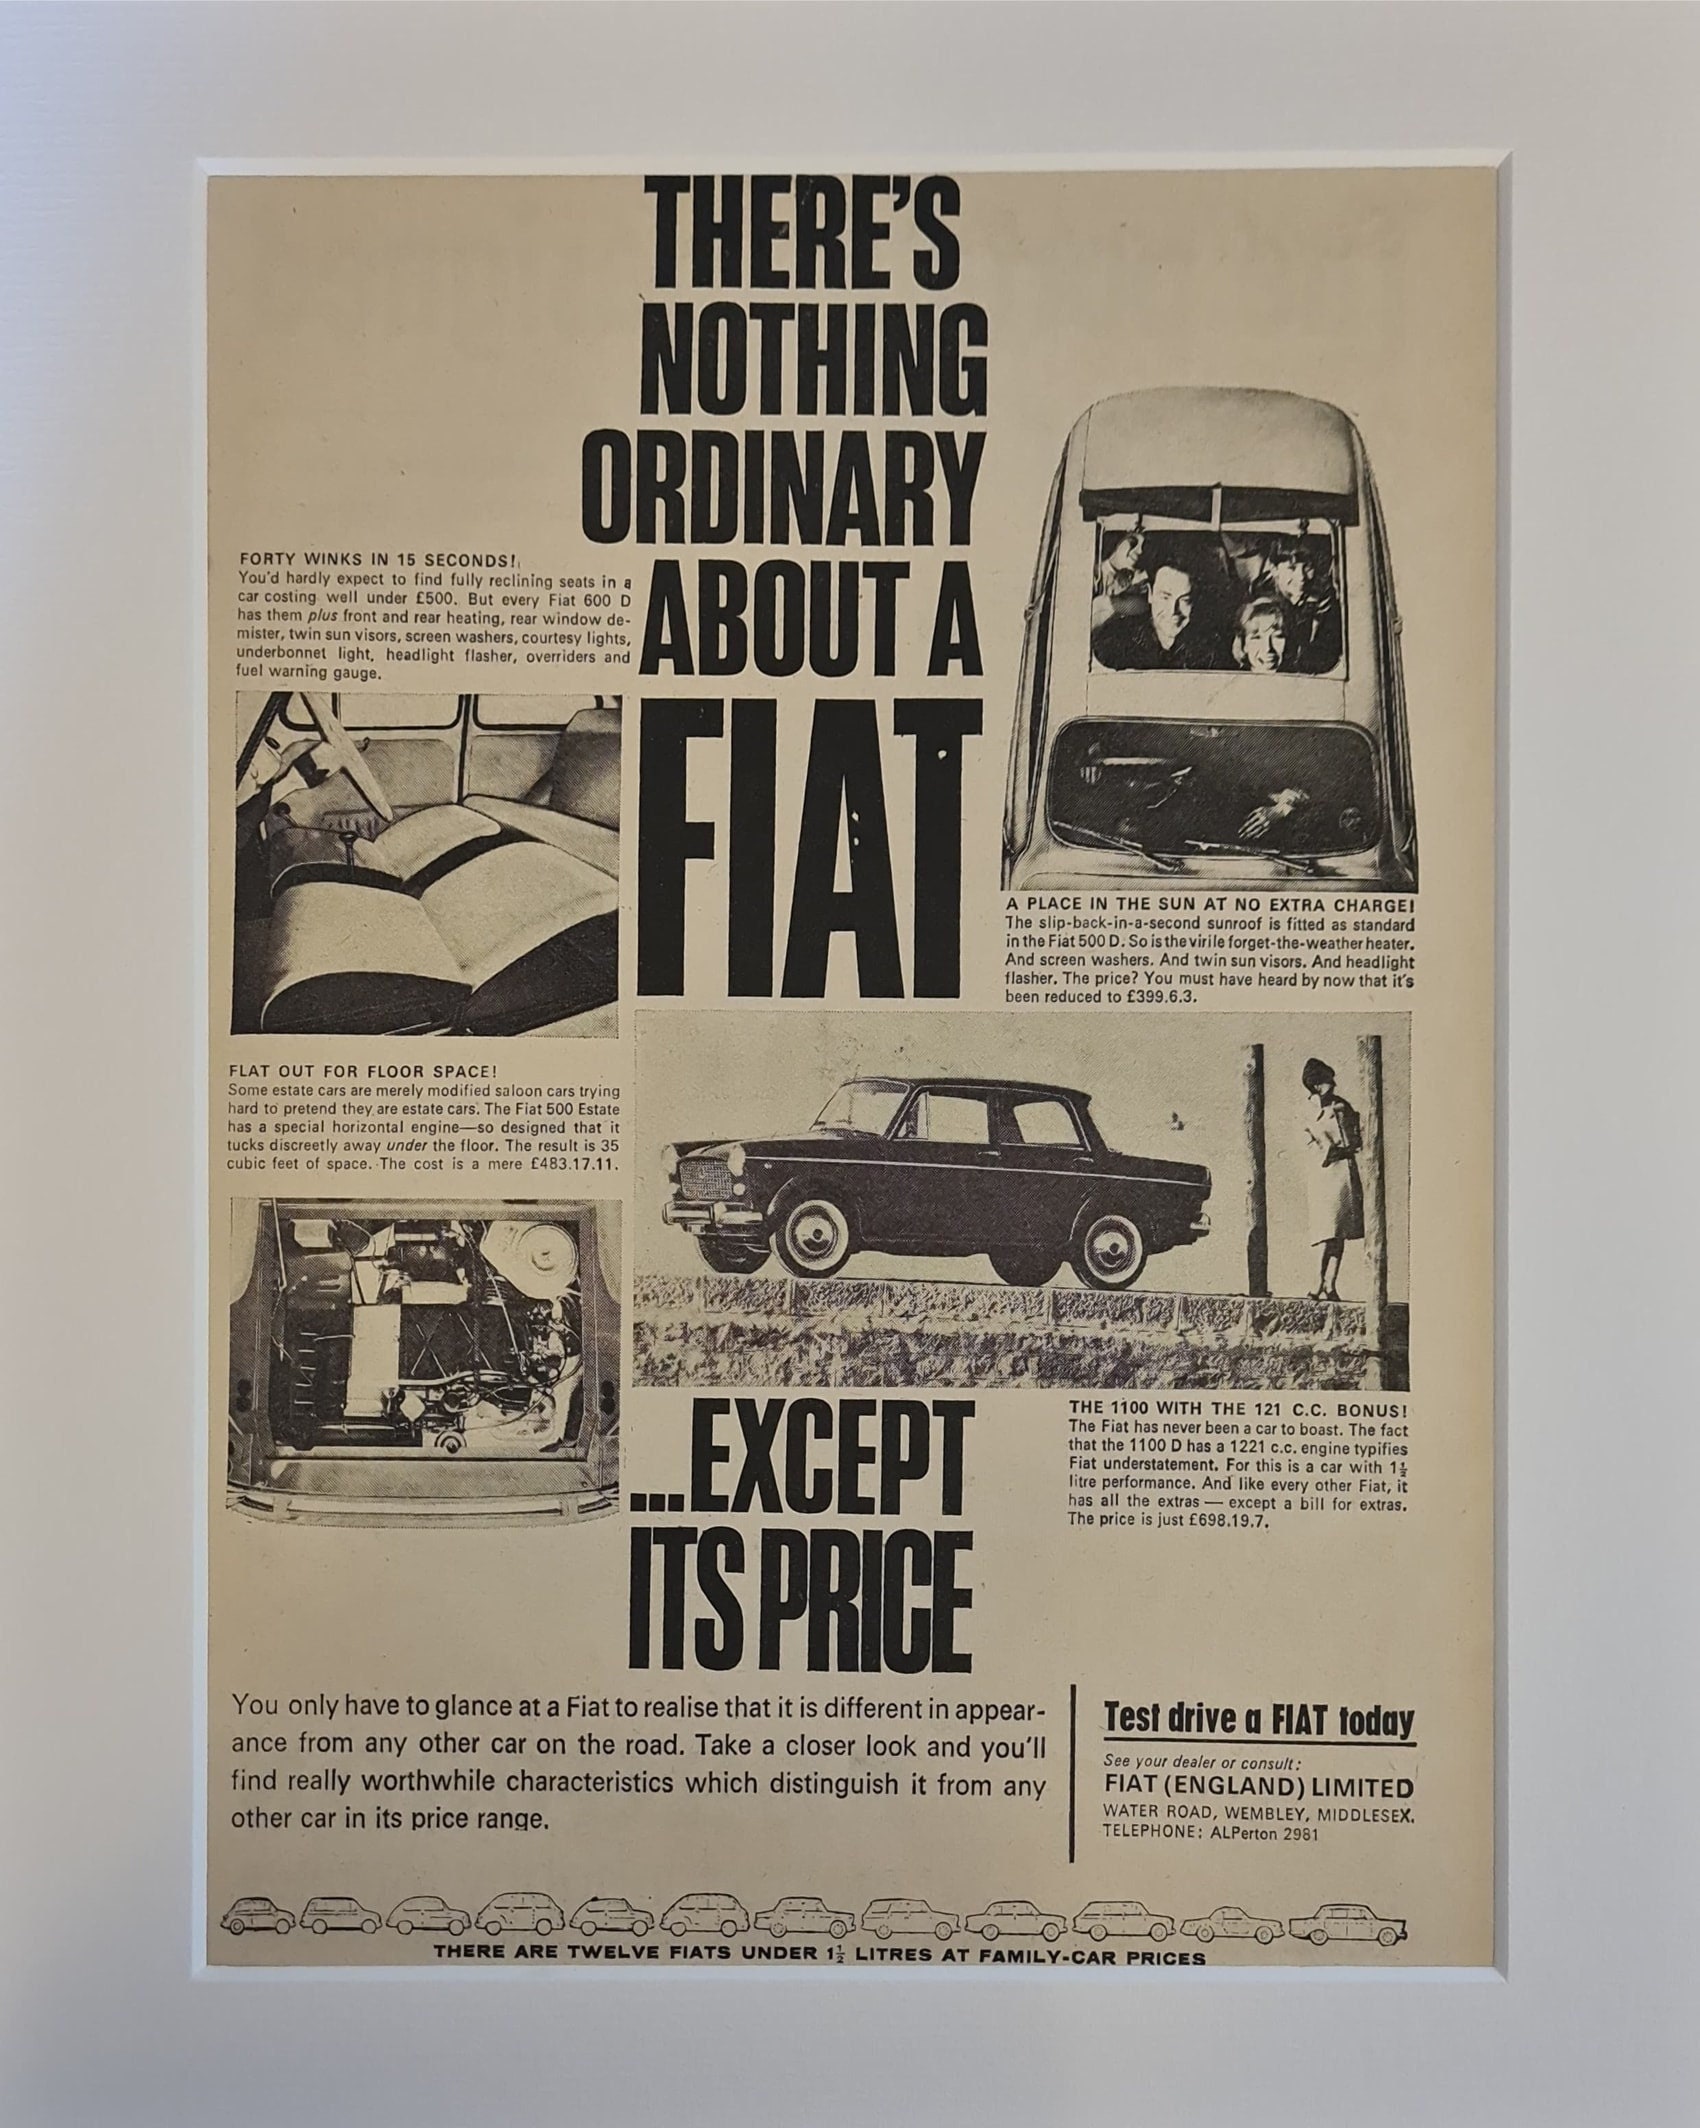 THERE'S
NOTHING
ORDINARY
ABOUT A
FIAT
FORTY WINKS IN 15 SECONDS!
You'd hardly expect to find fully reclining seats in a
car costing well under £500. But every Fiat 600 D
has them plus front and rear heating, rear window de-
mister, twin sun visors, screen washers, courtesy lights,
underbonnet light, headlight flasher, overriders and
fuel warning gauge.
A PLACE IN THE SUN AT NO EXTRA CHARGE!
The slip-back-in-a-second sunroof is fitted as standard
in the Fiat 500 D. So is the virile forget-the-weather heater.
And screen washers. And twin sun visors. And headlight
flasher. The price? You must have heard by now that it's
been reduced to £399.6.3.
FLAT OUT FOR FLOOR SPACE!
Some estate cars are merely modified saloon cars trying
hard to pretend they are estate cars. The Fiat 500 Estate
has a special horizontal engine—so designed that it
tucks discreetly away under the floor. The result is 35
cubic feet of space. The cost is a mere £483.17.11.
...EXCEPT
ITS PRICE
THE 1100 WITH THE 121 C.C. BONUS!
The Fiat has never been a car to boast. The fact
that the 1100 D has a 1221 c.c. engine typifies
Fiat understatement. For this is a car with 1½
litre performance. And like every other Fiat, it
has all the extras — except a bill for extras.
The price is just £698.19.7.
You only have to glance at a Fiat to realise that it is different in appear-
ance from any other car on the road. Take a closer look and you'll
find really worthwhile characteristics which distinguish it from any
other car in its price range.
Test drive a FIAT today
See your dealer or consult:
FIAT (ENGLAND) LIMITED
WATER ROAD, WEMBLEY, MIDDLESEX.
TELEPHONE: ALPerton 2981
THERE ARE TWELVE FIATS UNDER 1½ LITRES AT FAMILY-CAR PRICES